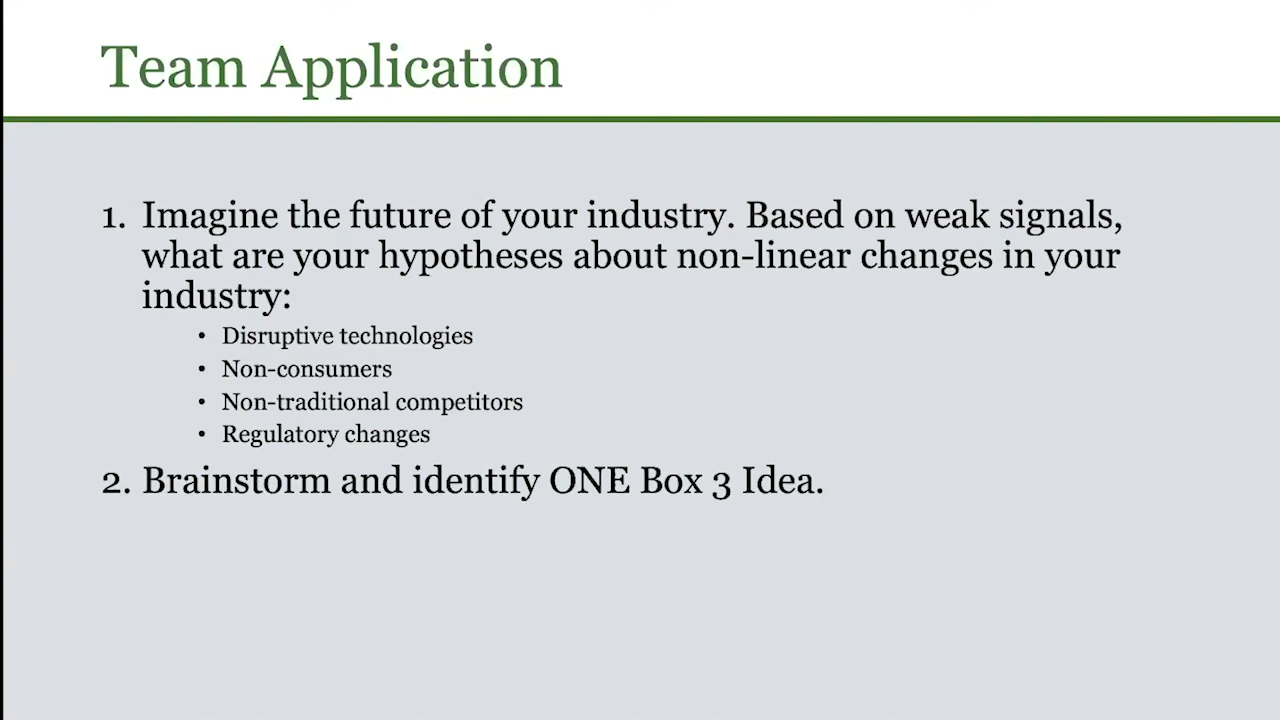 Team Application
1. Imagine the future of your industry. Based on weak signals,
what are your hypotheses about non-linear changes in your
industry:
• Disruptive technologies
• Non-consumers
• Non-traditional competitors
• Regulatory changes
2. Brainstorm and identify ONE Box 3 Idea.